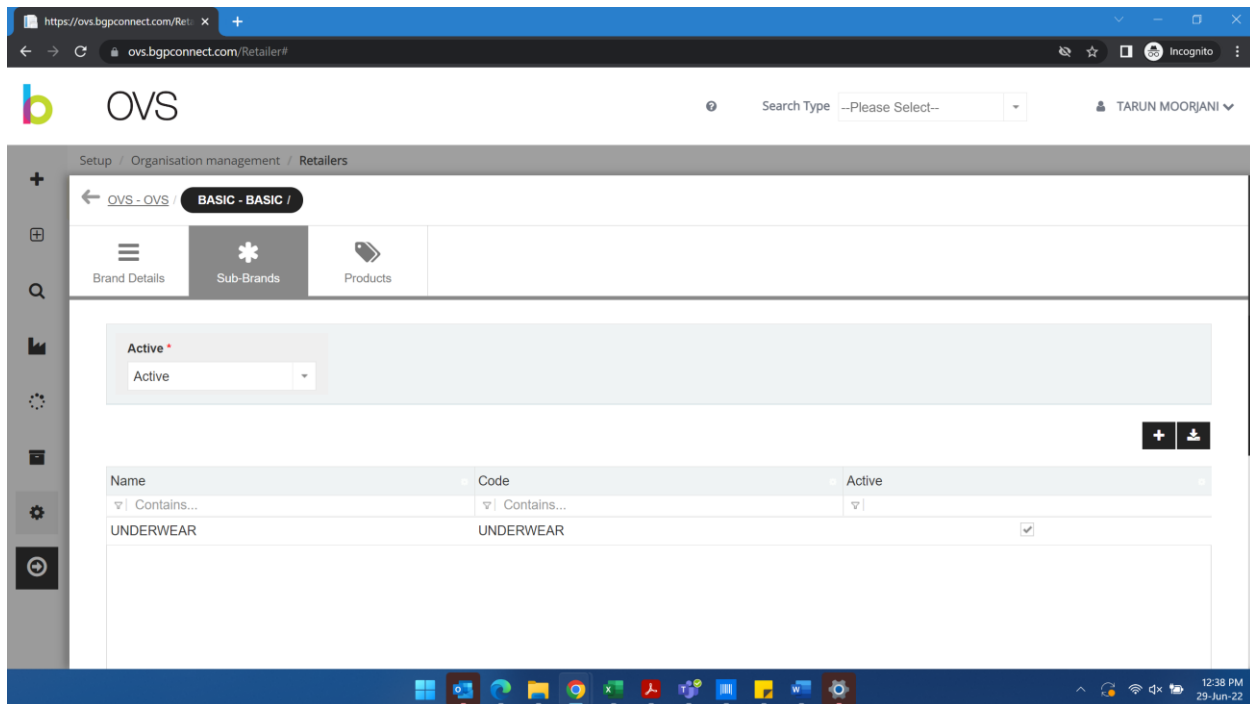 https://ovs.bgpconnect.com/Reta
ovs.bgpconnect.com/Retailer#
Incognito
b OVS
Search Type --Please Select--
TARUN MOORJANI
Setup / Organisation management / Retailers
OVS - OVS / BASIC - BASIC /
Brand Details Sub-Brands Products
Active *
Active
Name Code Active
Contains... Contains...
UNDERWEAR UNDERWEAR
12:38 PM
29-Jun-22